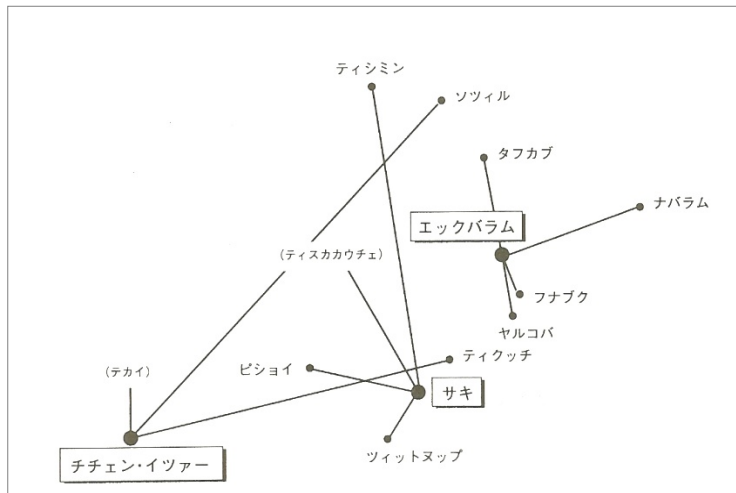 ティシミン
ソツィル
タフカブ
ナバラム
エックバラム
(ティスカカウチェ)
フナブク
ヤルコバ
ティクッチ
ピショイ
(テカイ)
サキ
ツィットヌップ
チチェン・イツァー